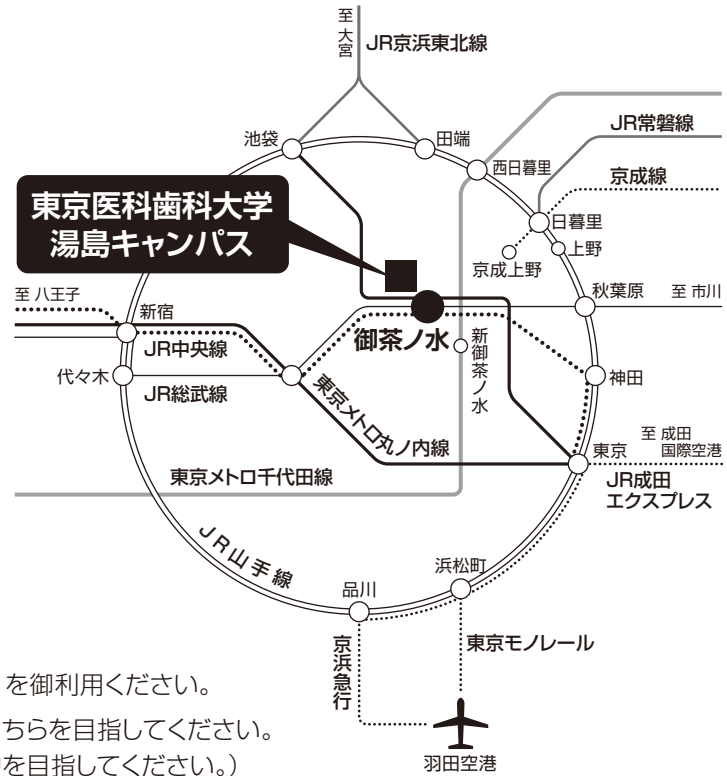 至 大宮
JR京浜東北線
池袋
田端
JR常磐線
西日暮里
京成線
東京医科歯科大学
湯島キャンパス
日暮里
上野
京成上野
至 八王子
新宿
秋葉原
至 市川
御茶ノ水
新御茶ノ水
JR中央線
代々木
JR総武線
神田
東京メトロ丸ノ内線
東京
至 成田
国際空港
JR成田
エクスプレス
東京メトロ千代田線
JR山手線
品川
浜松町
京浜急行
東京モノレール
羽田空港
を御利用ください。
ちらを目指してください。
を目指してください。）